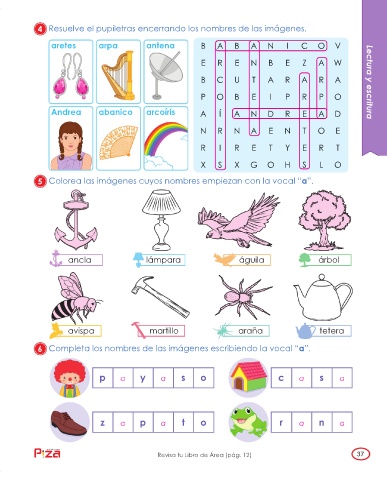 4 Resuelve el pupiletras encerrando los nombres de las imágenes.
aretes arpa antena
Andrea abanico arcoíris
B A B A N I C O V
E R E N B E Z A W
B C U T A R A R A
P O B E I P R P O
A Í A N D R E A D
N R N A E N T O E
R I R E T Y E R T
X S X G O H S L O
Lectura y escritura
5 Colorea las imágenes cuyos nombres empiezan con la vocal "a".
ancla lámpara águila árbol
avispa martillo araña tetera
6 Completa los nombres de las imágenes escribiendo la vocal "a".
p a y a s o
c a s a
z a p a t o
r a n a
Pizá
Revisa tu Libro de Área (pág. 12)
37